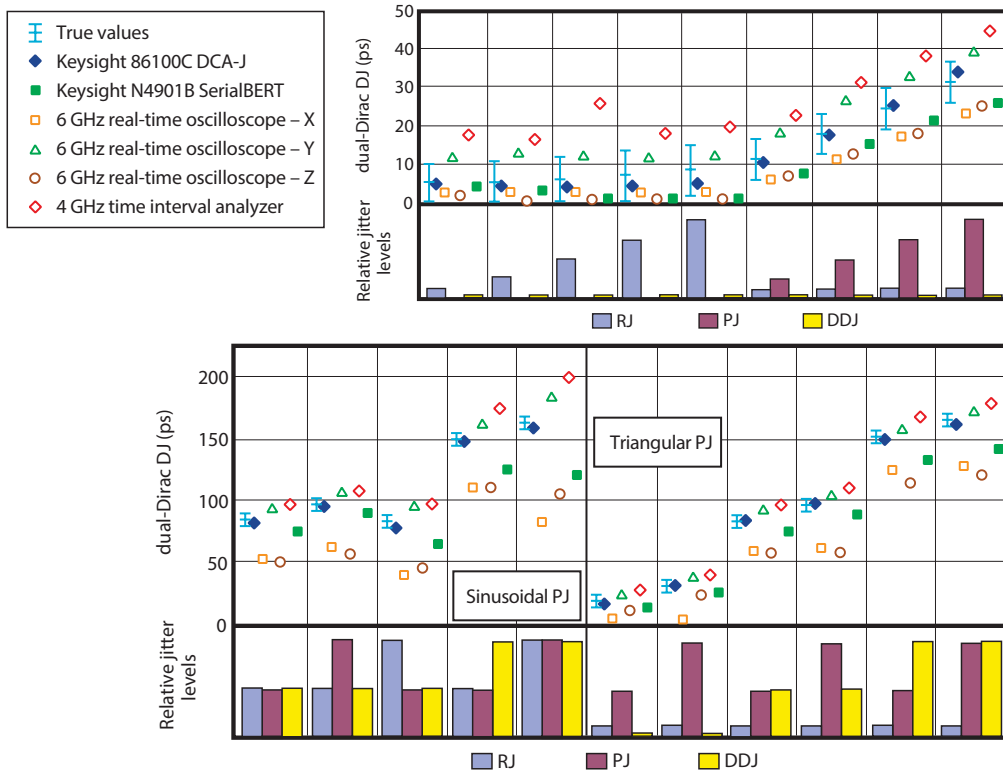 True values
Keysight 86100C DCA-J
Keysight N4901B SerialBERT
6 GHz real-time oscilloscope – X
6 GHz real-time oscilloscope – Y
6 GHz real-time oscilloscope – Z
4 GHz time interval analyzer
dual-Dirac DJ (ps)
50
40
30
20
10
0
Relative jitter
levels
RJ
PJ
DDJ
dual-Dirac DJ (ps)
200
150
100
50
0
Triangular PJ
Sinusoidal PJ
Relative jitter
levels
RJ
PJ
DDJ